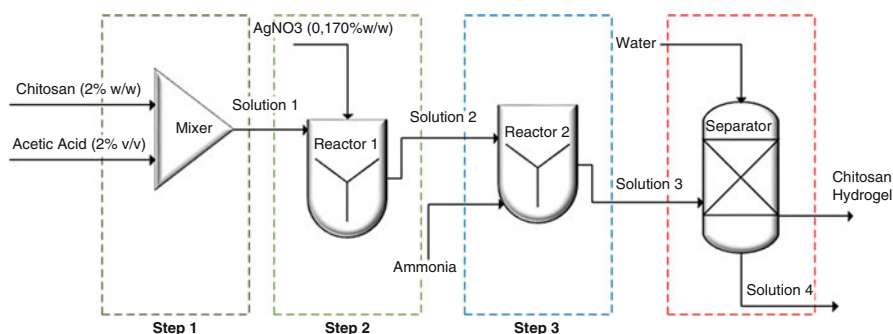 AgNO3 (0,170%w/w)
Water
Chitosan (2% w/w)
Solution 1
Mixer
Acetic Acid (2% v/v)
Reactor 1
Solution 2
Reactor 2
Separator
Solution 3
Chitosan
Hydrogel
Ammonia
Solution 4
Step 1
Step 2
Step 3